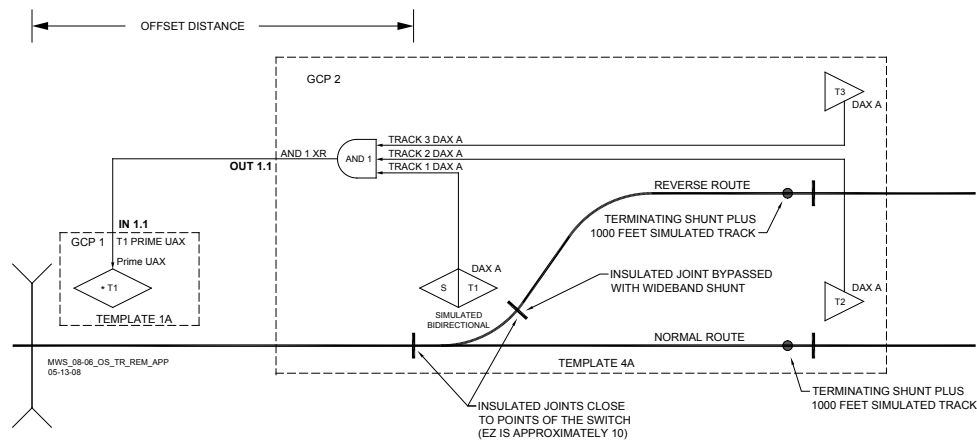 OFFSET DISTANCE
GCP 2
T3
DAX A
TRACK 3 DAX A
AND 1 XR
AND 1
TRACK 2 DAX A
OUT 1.1
TRACK 1 DAX A
REVERSE ROUTE
IN 1.1
TERMINATING SHUNT PLUS
1000 FEET SIMULATED TRACK
GCP 1
T1 PRIME UAX
Prime UAX
* T1
TEMPLATE 1A
DAX A
S
T1
SIMULATED
BIDIRECTIONAL
INSULATED JOINT BYPASSED
WITH WIDEBAND SHUNT
DAX A
T2
NORMAL ROUTE
MWS_08-06_OS_TR_REM_APP
05-13-08
TEMPLATE 4A
INSULATED JOINTS CLOSE
TO POINTS OF THE SWITCH
(EZ IS APPROXIMATELY 10)
TERMINATING SHUNT PLUS
1000 FEET SIMULATED TRACK